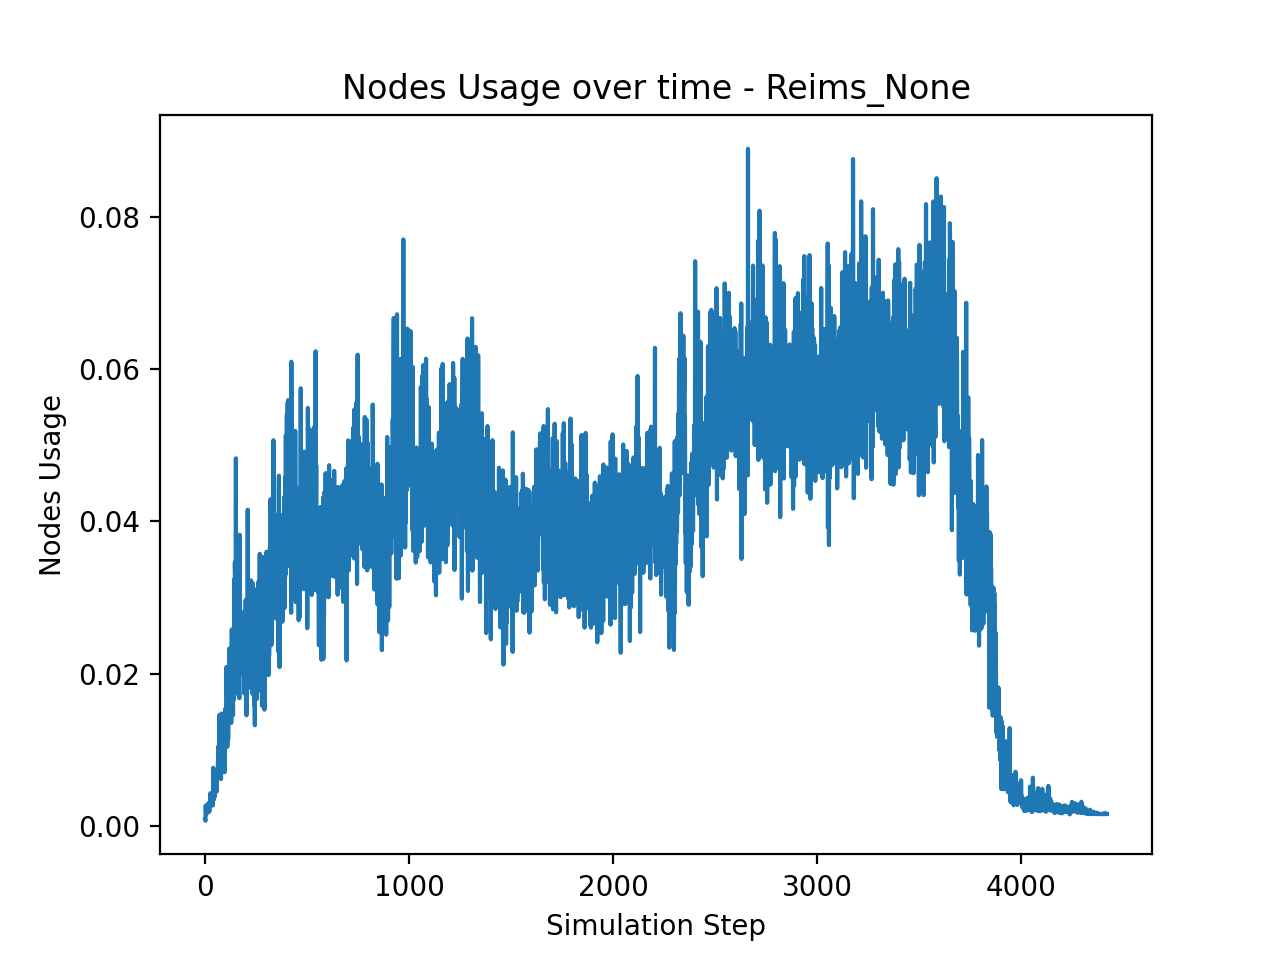 Nodes Usage over time - Reims_None
Nodes Usage
0.08
0.06
0.04
0.02
0.00
0 1000 2000 3000 4000
Simulation Step